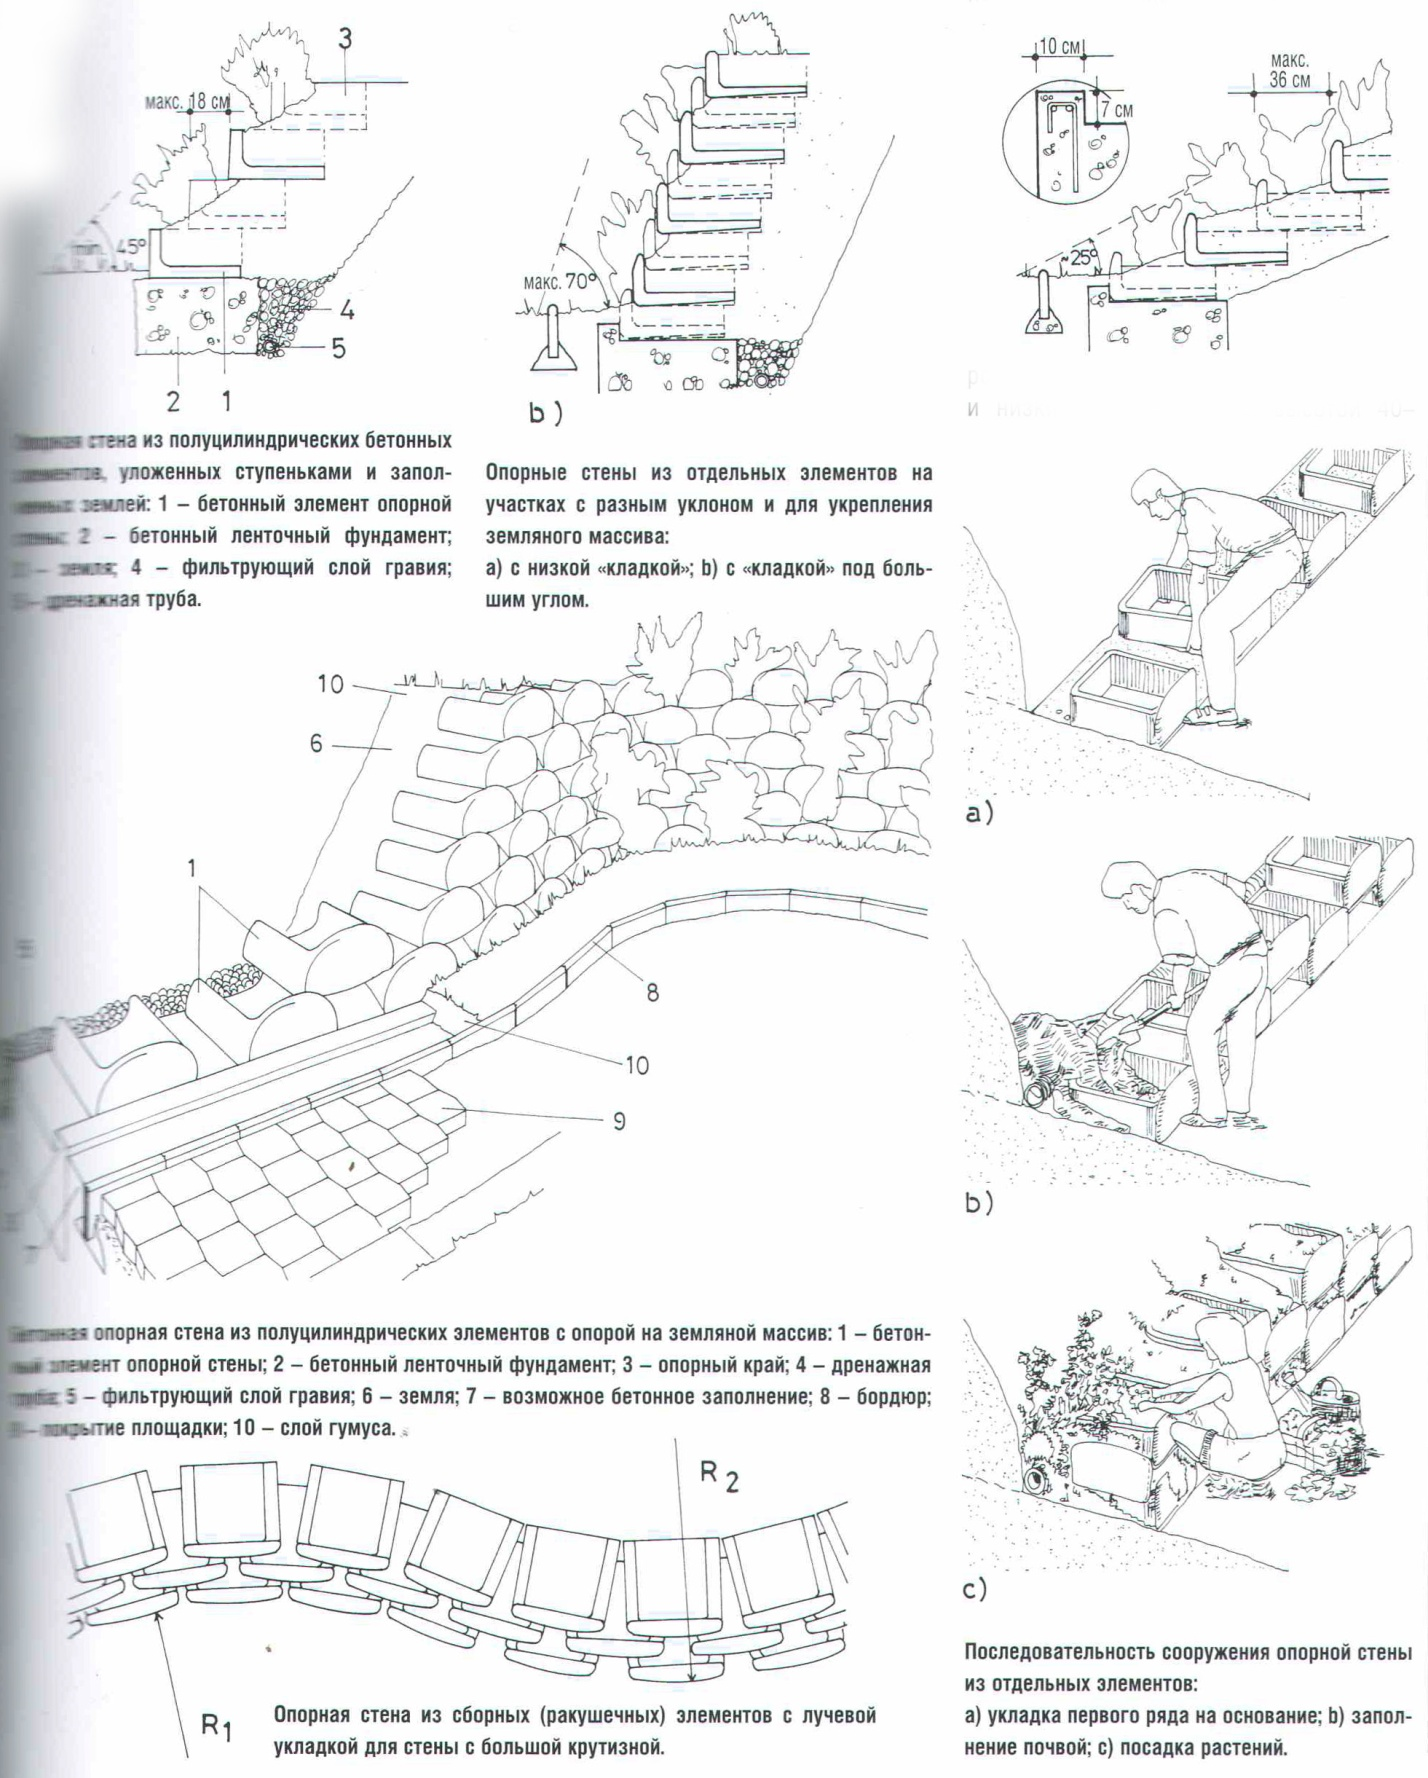 3
макс. 18 см
min. 45°
4
5
2 1
макс. 70°
b)
10 см
7 см
макс.
36 см
~25°
стена из полуцилиндрических бетонных
уложенных ступеньками и запол-
землей: 1 – бетонный элемент опорной
2 – бетонный ленточный фундамент;
– земля; 4 – фильтрующий слой гравия;
– дренажная труба.
Опорные стены из отдельных элементов на
участках с разным уклоном и для укрепления
земляного массива:
a) с низкой «кладкой»; b) с «кладкой» под боль-
шим углом.
10
6
1
8
10
9
a)
b)
c)
опорная стена из полуцилиндрических элементов с опорой на земляной массив: 1 – бетон-
элемент опорной стены; 2 – бетонный ленточный фундамент; 3 – опорный край; 4 – дренажная
5 – фильтрующий слой гравия; 6 – земля; 7 – возможное бетонное заполнение; 8 – бордюр;
– покрытие площадки; 10 – слой гумуса.
R2
R1
Опорная стена из сборных (ракушечных) элементов с лучевой
укладкой для стены с большой крутизной.
Последовательность сооружения опорной стены
из отдельных элементов:
a) укладка первого ряда на основание; b) запол-
нение почвой; c) посадка растений.